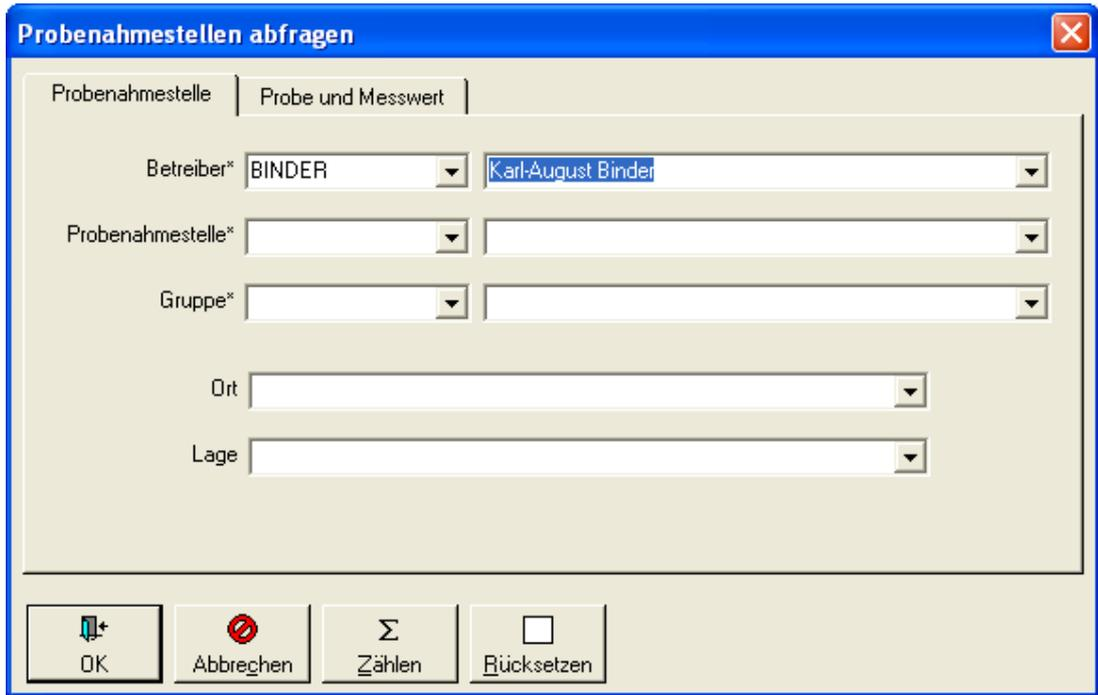 Probenahmestellen abfragen
Probenahmestelle Probe und Messwert
Betreiber* BINDER Karl-August Binder
Probenahmestelle*
Gruppe*
Ort
Lage
Σ
OK Abbrechen Zählen Rücksetzen